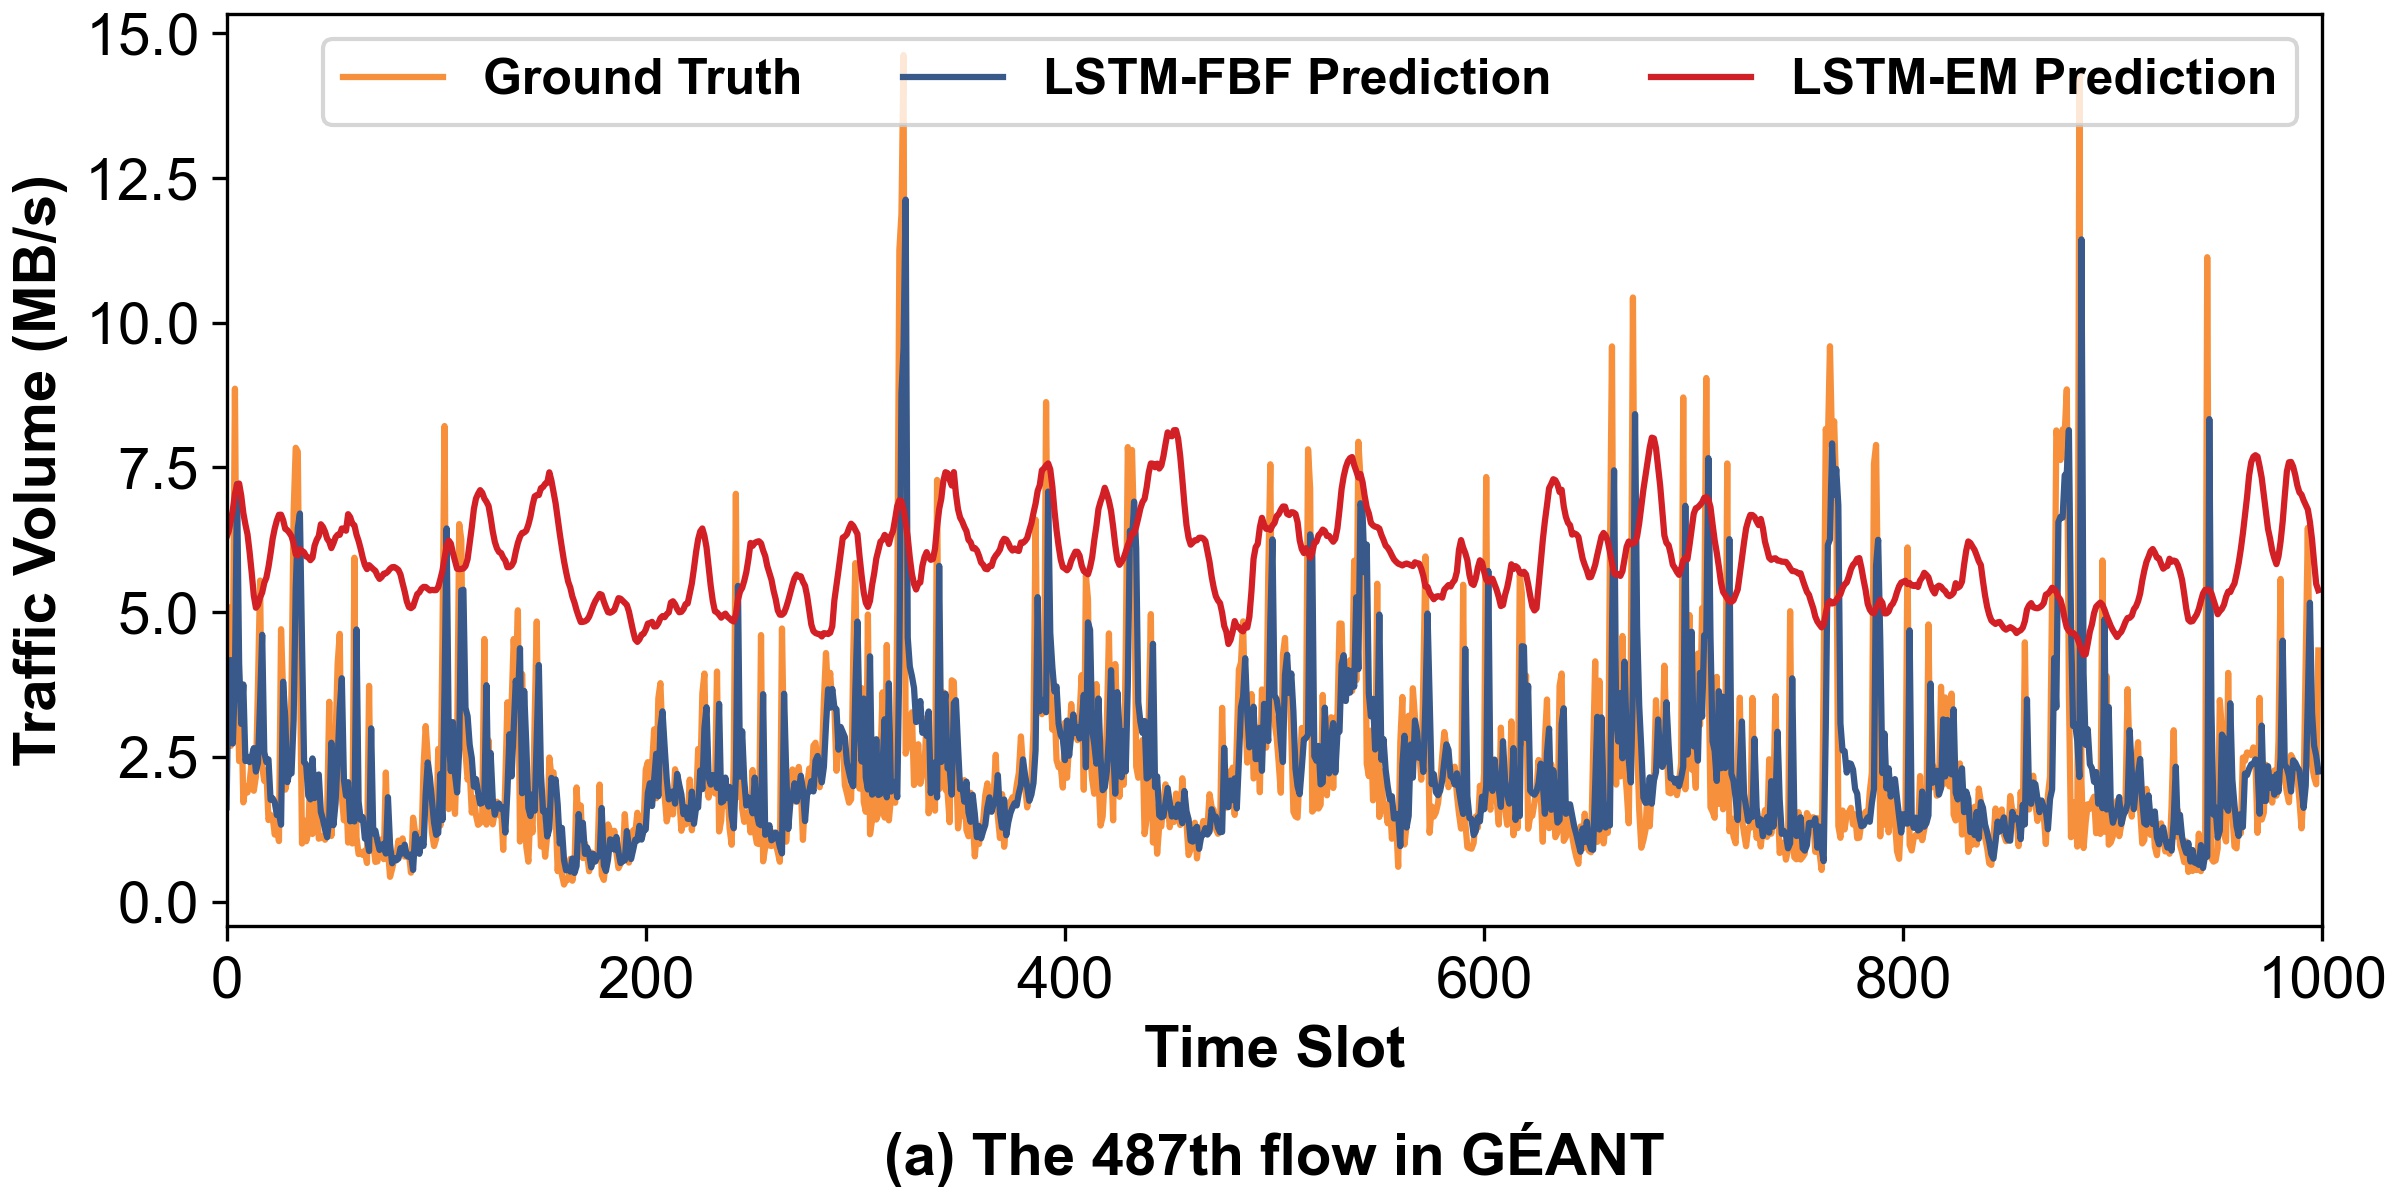 Ground Truth LSTM-FBF Prediction LSTM-EM Prediction
Traffic Volume (MB/s)
15.0
12.5
10.0
7.5
5.0
2.5
0.0
0 200 400 600 800 1000
Time Slot
(a) The 487th flow in GÉANT